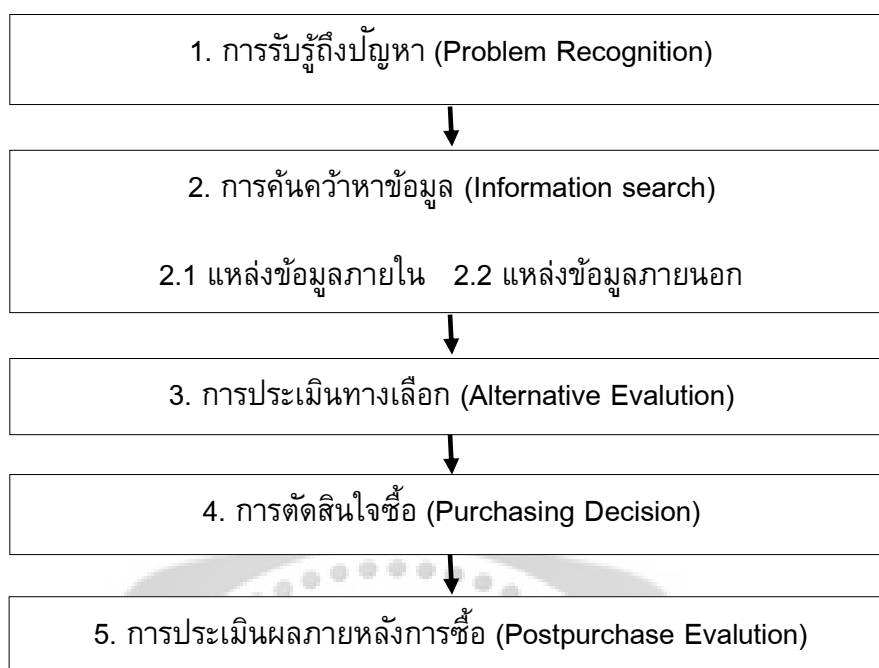 1. การรับรู้ถึงปัญหา (Problem Recognition)
2. การค้นคว้าหาข้อมูล (Information search)
2.1 แหล่งข้อมูลภายใน 2.2 แหล่งข้อมูลภายนอก
3. การประเมินทางเลือก (Alternative Evalution)
4. การตัดสินใจซื้อ (Purchasing Decision)
5. การประเมินผลภายหลังการซื้อ (Postpurchase Evalution)